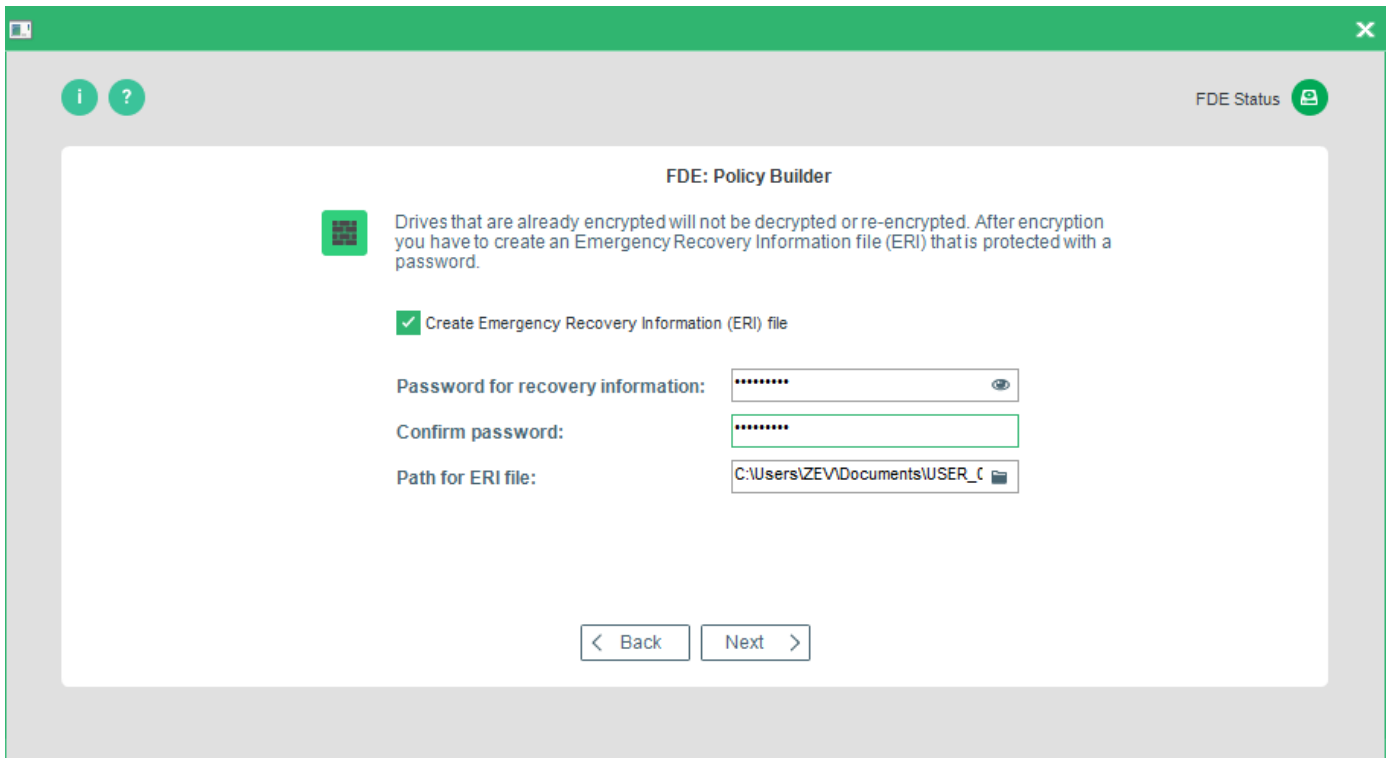 i ?
FDE Status
FDE: Policy Builder
Drives that are already encrypted will not be decrypted or re-encrypted. After encryption
you have to create an Emergency Recovery Information file (ERI) that is protected with a
password.
Create Emergency Recovery Information (ERI) file
Password for recovery information: •••••••••
Confirm password: •••••••••
Path for ERI file: C:\Users\ZEV\Documents\USER_
Back Next